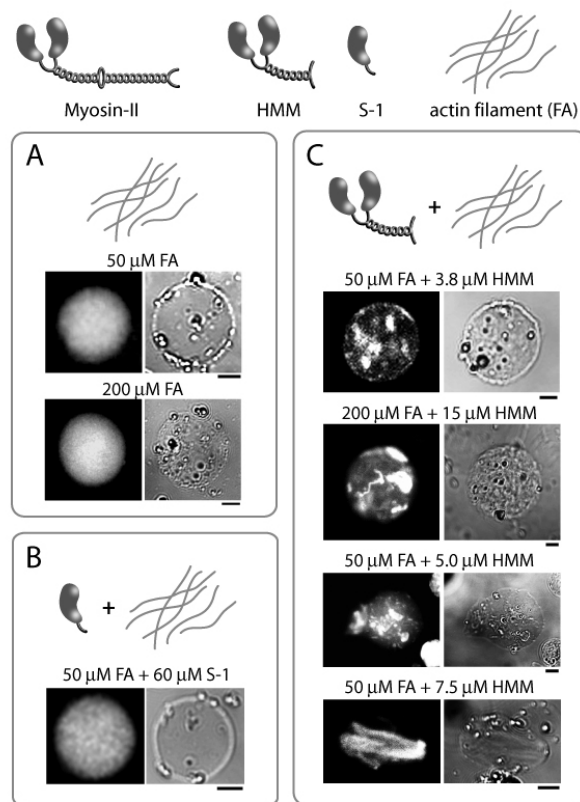 Myosin-II HMM S-1 actin filament (FA)
A
50 μM FA
200 μM FA
B
+
50 μM FA + 60 μM S-1
C
+
50 μM FA + 3.8 μM HMM
200 μM FA + 15 μM HMM
50 μM FA + 5.0 μM HMM
50 μM FA + 7.5 μM HMM